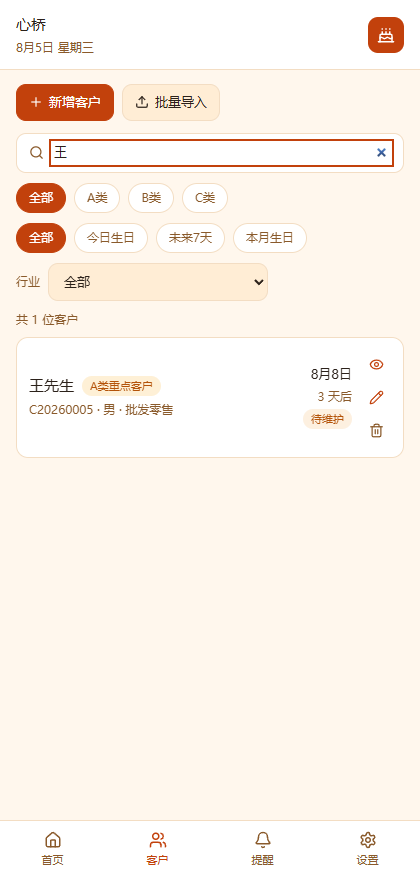 心桥
8月5日 星期三
新增客户 批量导入
王
全部 A类 B类 C类
全部 今日生日 未来7天 本月生日
行业 全部
共 1 位客户
王先生 A类重点客户
C20260005 · 男 · 批发零售
8月8日
3 天后
待维护
首页 客户 提醒 设置